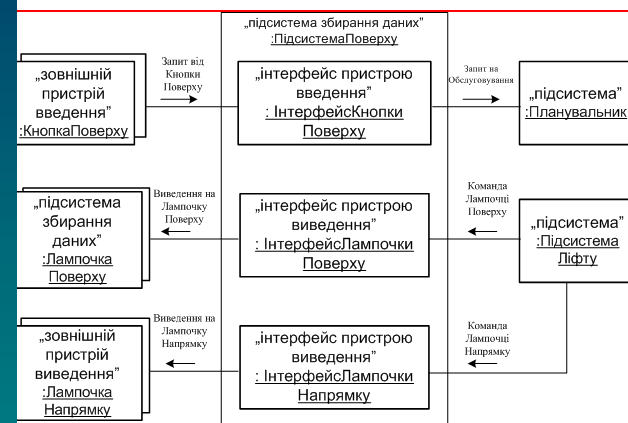 „підсистема збирання даних”
:ПідсистемаПоверху
„зовнішній
пристрій
введення”
:КнопкаПоверху
Запит від
Кнопки
Поверху
„інтерфейс пристрою
введення”
: ІнтерфейсКнопки
Поверху
Запит на
Обслуговування
„підсистема”
:Планувальник
„підсистема
збирання
даних”
:Лампочка
Поверху
Виведення на
Лампочку
Поверху
„інтерфейс пристрою
виведення”
: ІнтерфейсЛампочки
Поверху
Команда
Лампочці
Поверху
„підсистема”
:Підсистема
Ліфту
„зовнішній
пристрій
виведення”
:Лампочка
Напрямку
Виведення на
Лампочку
Напрямку
„інтерфейс пристрою
виведення”
: ІнтерфейсЛампочки
Напрямку
Команда
Лампочці
Напрямку